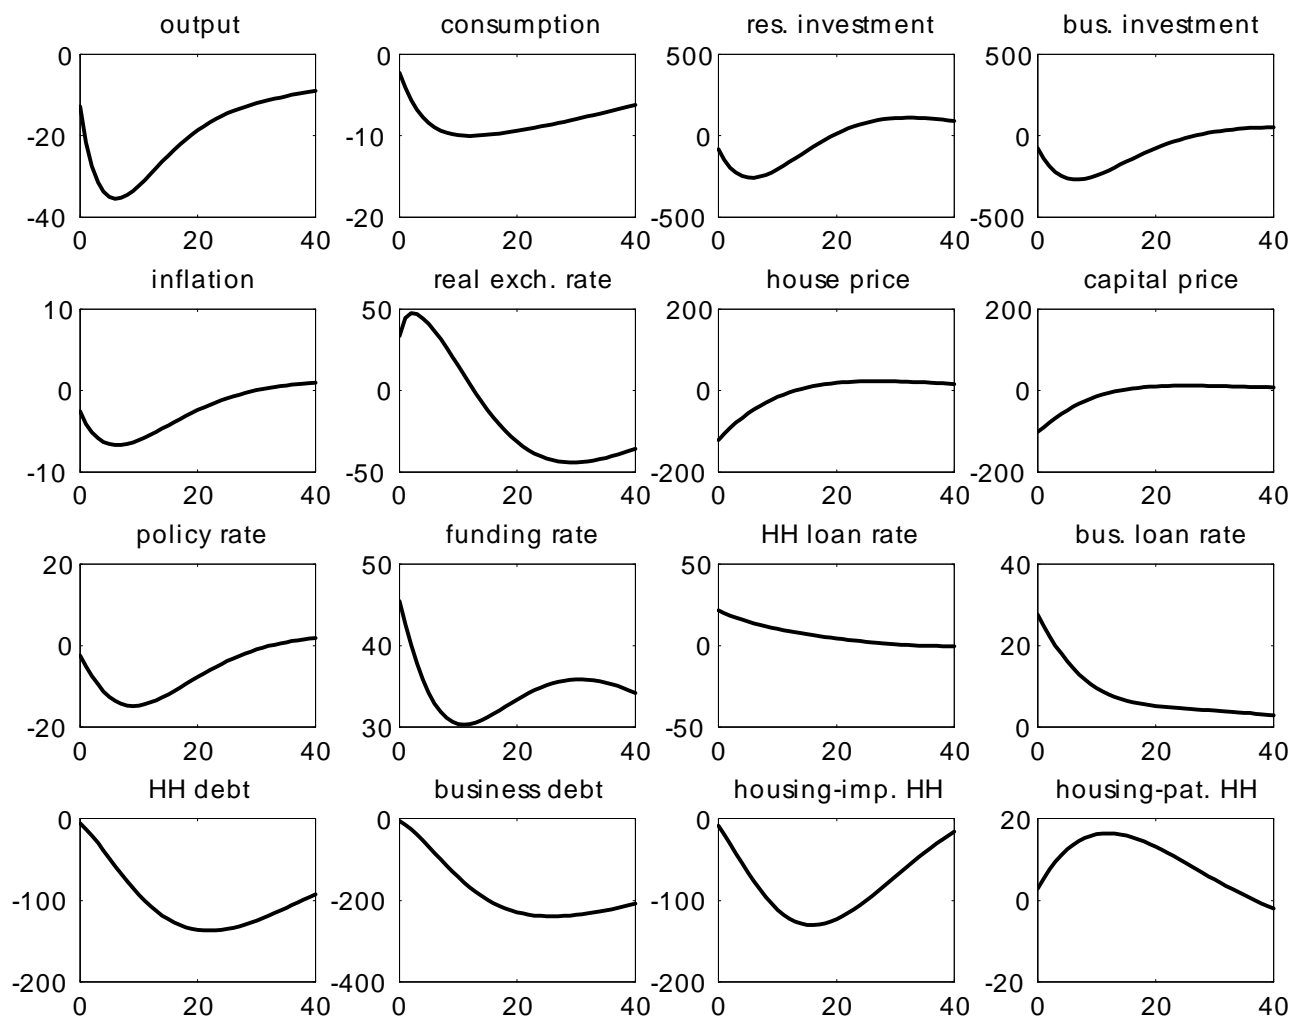 output consumption res. investment bus. investment
0 0 500 500
-20 -10 0 0
-40 -20 -500 -500
0 20 40 0 20 40 0 20 40 0 20 40
inflation real exch. rate house price capital price
10 50 200 200
0 0 0 0
-10 -50 -200 -200
0 20 40 0 20 40 0 20 40 0 20 40
policy rate funding rate HH loan rate bus. loan rate
20 50 50 40
0 40 0 20
-20 30 -50 0
0 20 40 0 20 40 0 20 40 0 20 40
HH debt business debt housing-imp. HH housing-pat. HH
0 0 0 20
-100 -200 -100 0
-200 -400 -200 -20
0 20 40 0 20 40 0 20 40 0 20 40